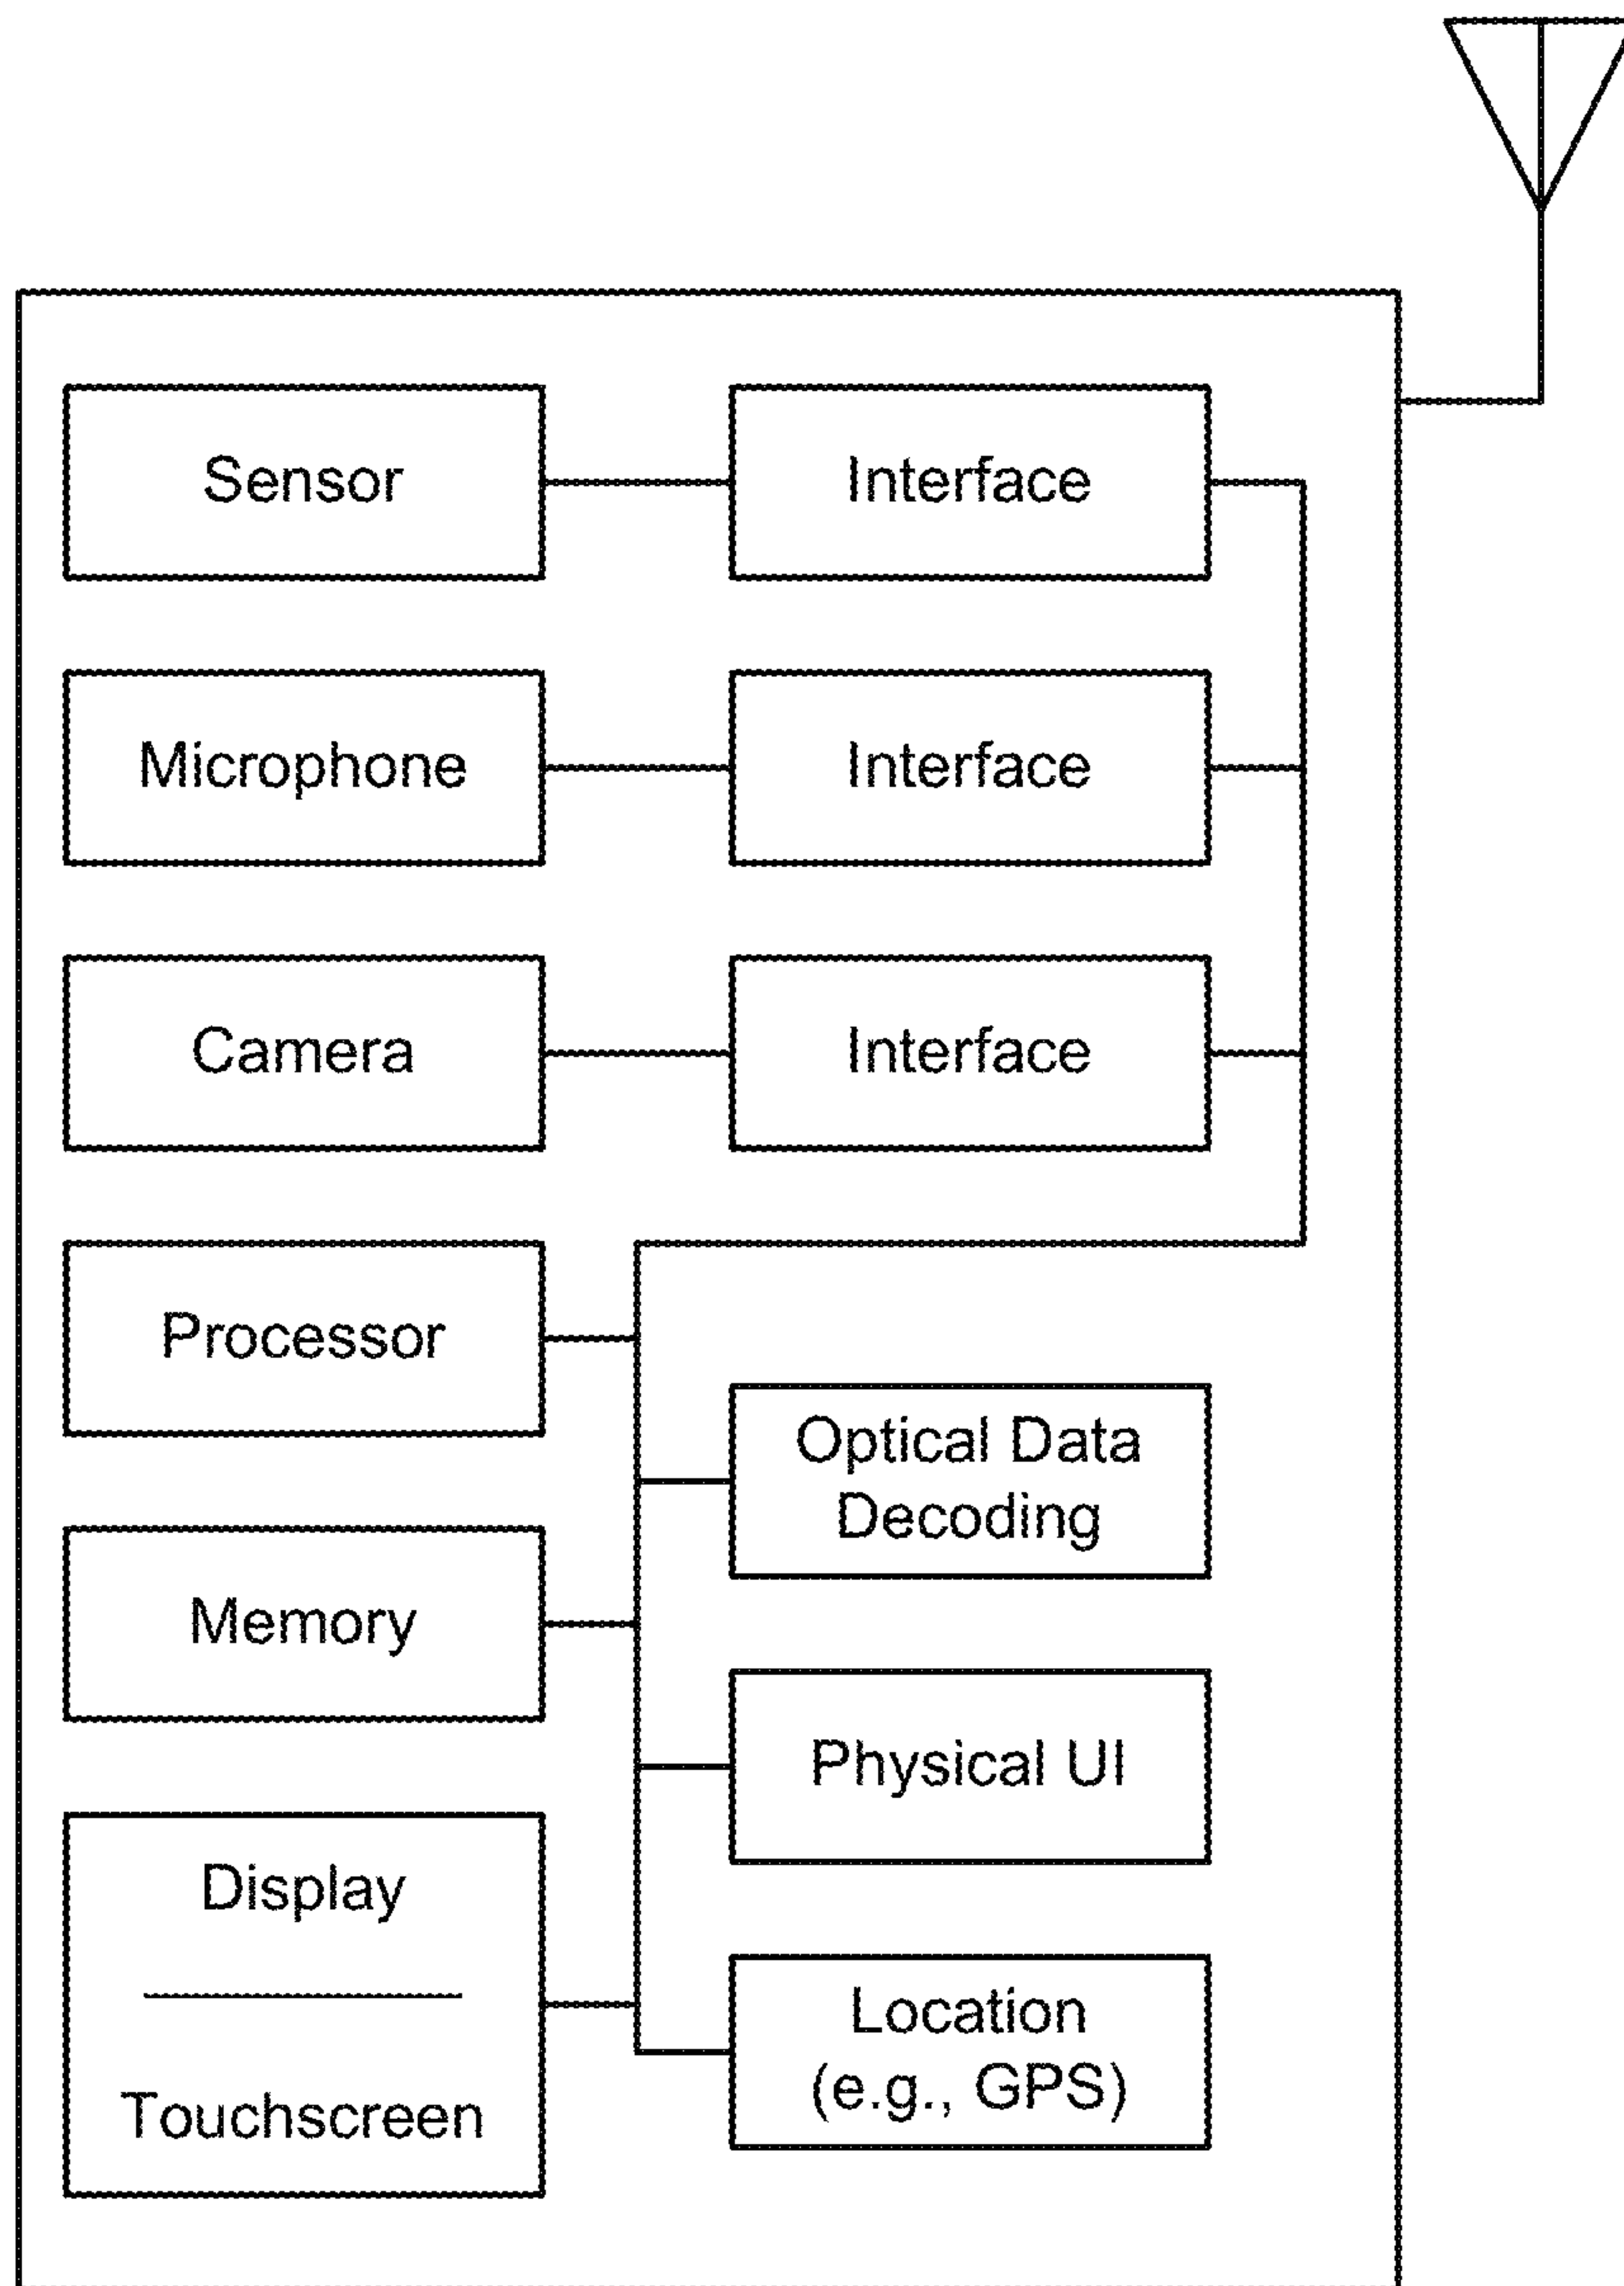 Sensor
Interface
Microphone
Interface
Camera
Interface
Processor
Optical Data
Decoding
Memory
Physical UI
Display
Touchscreen
Location
(e.g., GPS)